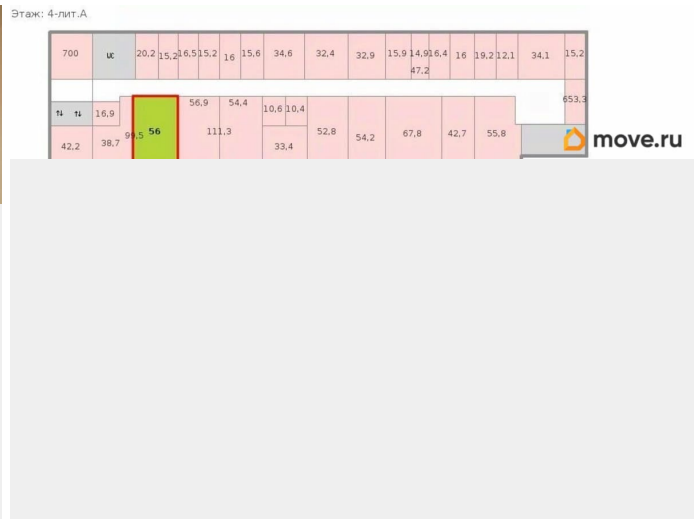 Этаж: 4-лит.А
700 UC 20,2 15,2 16,5 15,2 16 15,6 34,6 32,4 32,9 15,9 14,9 16,4 16 19,2 12,1 34,1 15,2
47,2
56,9 54,4 653,3
16,9 10,6 10,4
99,5 56 111,3 52,8 54,2 67,8 42,7 55,8
42,2 38,7 33,4
move.ru